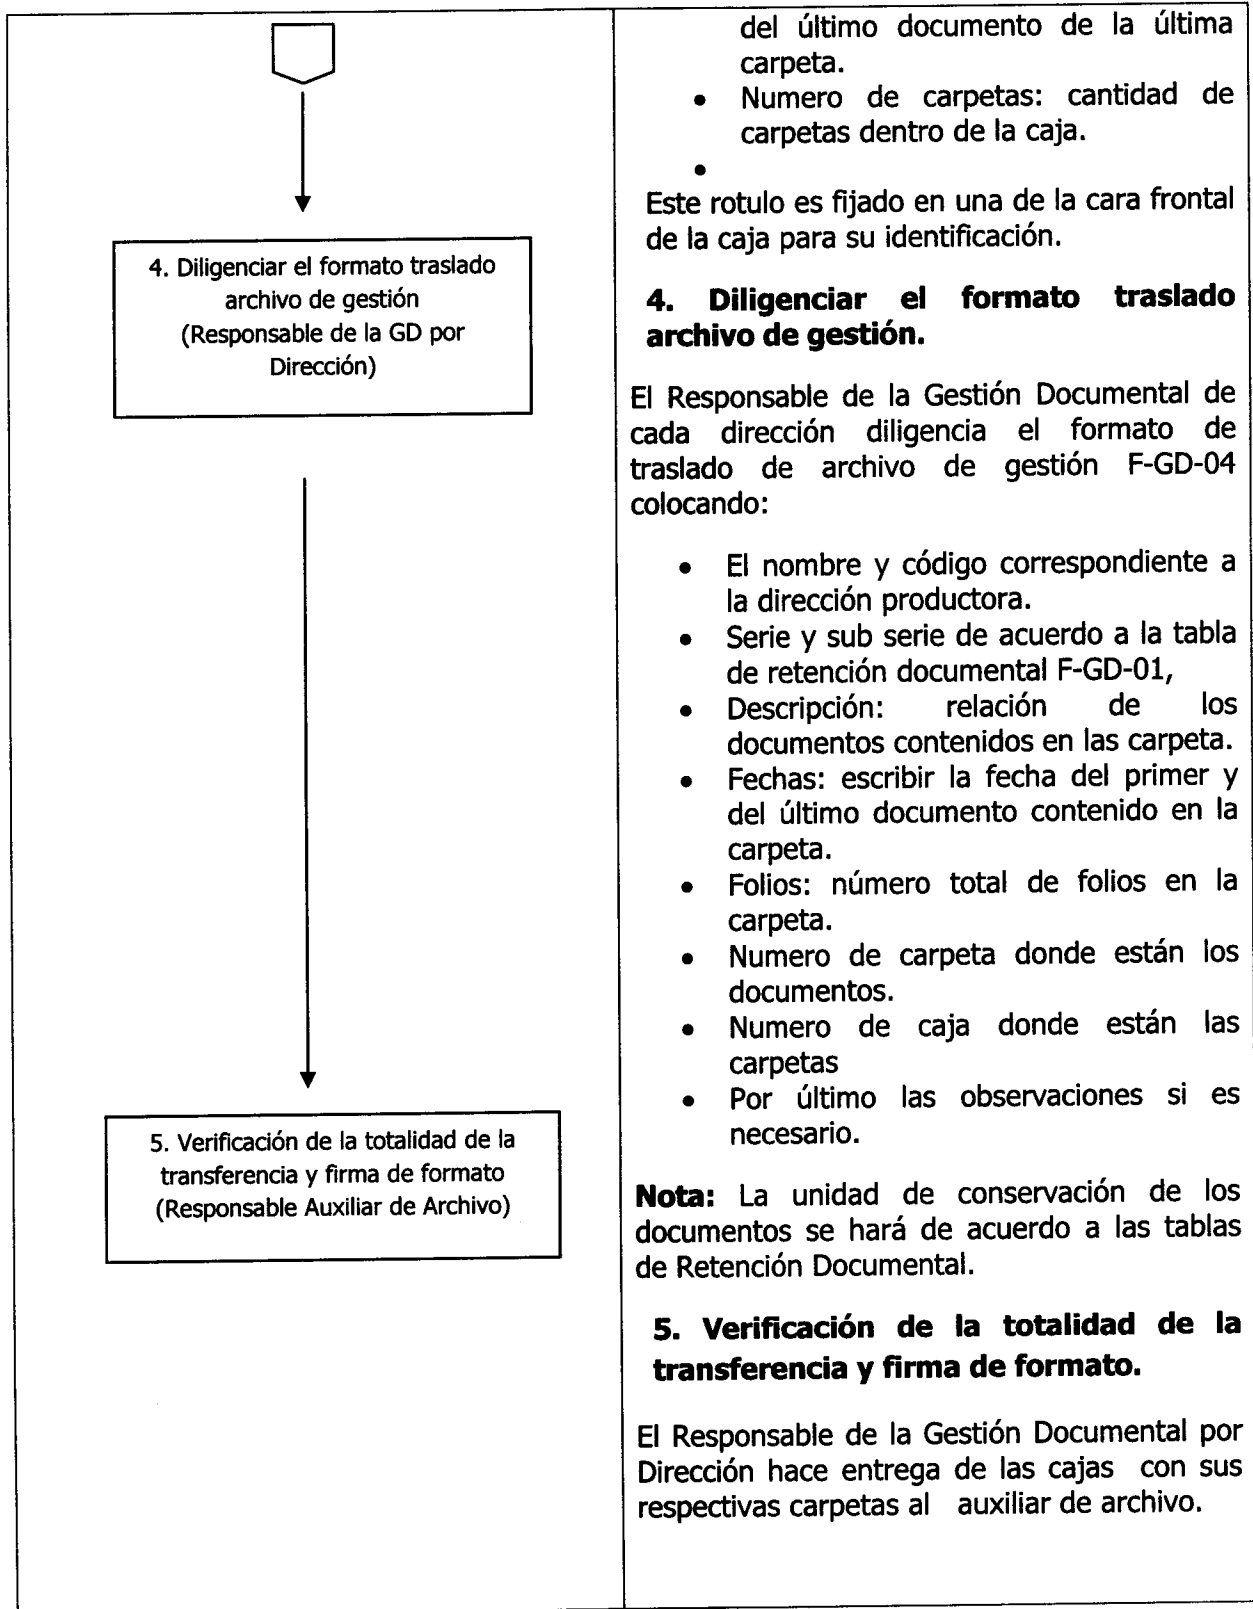 4. Diligenciar el formato traslado
archivo de gestión
(Responsable de la GD por
Dirección)
5. Verificación de la totalidad de la
transferencia y firma de formato
(Responsable Auxiliar de Archivo)
del último documento de la última
carpeta.
• Numero de carpetas: cantidad de
carpetas dentro de la caja.
•
Este rotulo es fijado en una de la cara frontal
de la caja para su identificación.
4. Diligenciar el formato traslado
archivo de gestión.
El Responsable de la Gestión Documental de
cada dirección diligencia el formato de
traslado de archivo de gestión F-GD-04
colocando:
• El nombre y código correspondiente a
la dirección productora.
• Serie y sub serie de acuerdo a la tabla
de retención documental F-GD-01,
• Descripción: relación de los
documentos contenidos en las carpeta.
• Fechas: escribir la fecha del primer y
del último documento contenido en la
carpeta.
• Folios: número total de folios en la
carpeta.
• Numero de carpeta donde están los
documentos.
• Numero de caja donde están las
carpetas
• Por último las observaciones si es
necesario.
Nota: La unidad de conservación de los
documentos se hará de acuerdo a las tablas
de Retención Documental.
5. Verificación de la totalidad de la
transferencia y firma de formato.
El Responsable de la Gestión Documental por
Dirección hace entrega de las cajas con sus
respectivas carpetas al auxiliar de archivo.